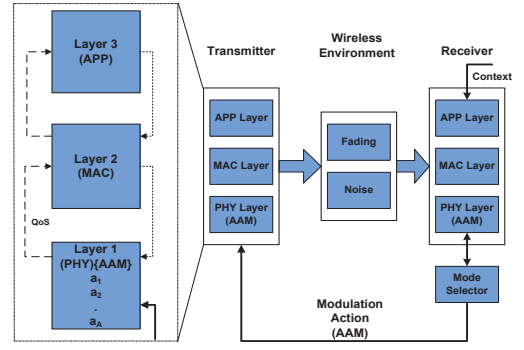 Layer 3
(APP)
Layer 2
(MAC)
QoS
Layer 1
(PHY){AAM}
a1
a2
.
aA
Transmitter
APP Layer
MAC Layer
PHY Layer
(AAM)
Wireless
Environment
Fading
Noise
Receiver
Context
APP Layer
MAC Layer
PHY Layer
(AAM)
Mode
Selector
Modulation
Action
(AAM)